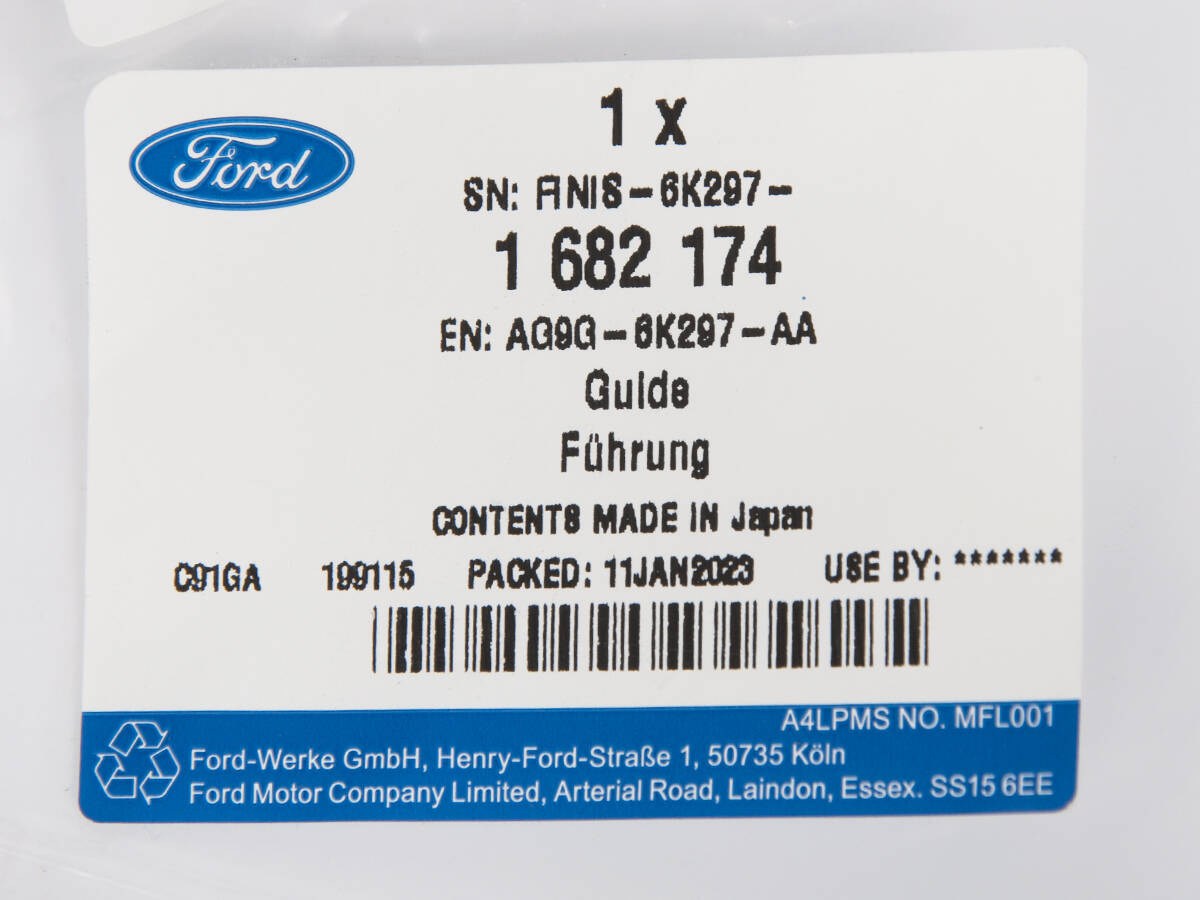 Ford
1 x
SN: FINIS-6K297-
1 682 174
EN: AG9G-6K297-AA
Guide
Führung
CONTENTS MADE IN Japan
C91GA 199115 PACKED: 11JAN2023 USE BY: *******
A4LPMS NO. MFL001
Ford-Werke GmbH, Henry-Ford-Straße 1, 50735 Köln
Ford Motor Company Limited, Arterial Road, Laindon, Essex. SS15 6EE